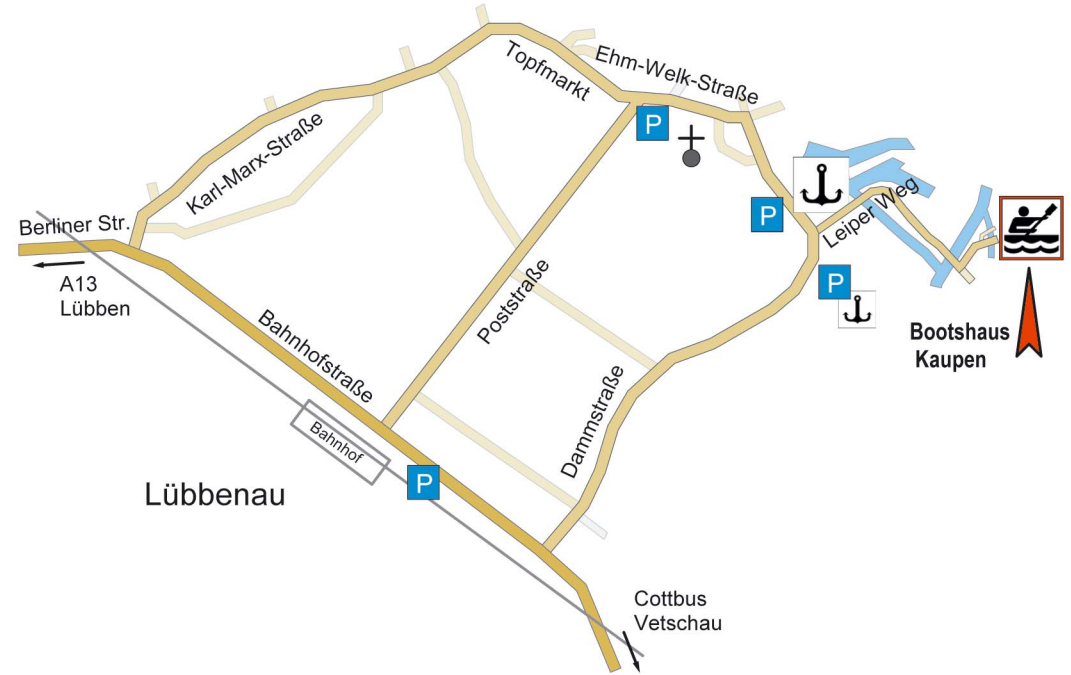 Topfmarkt
Ehm-Welk-Straße
P
Karl-Marx-Straße
Berliner Str.
A13
Lübben
P
Leiper Weg
P
Poststraße
Bahnhofstraße
Bootshaus
Kaupen
Dammstraße
Bahnhof
P
Lübbenau
Cottbus
Vetschau